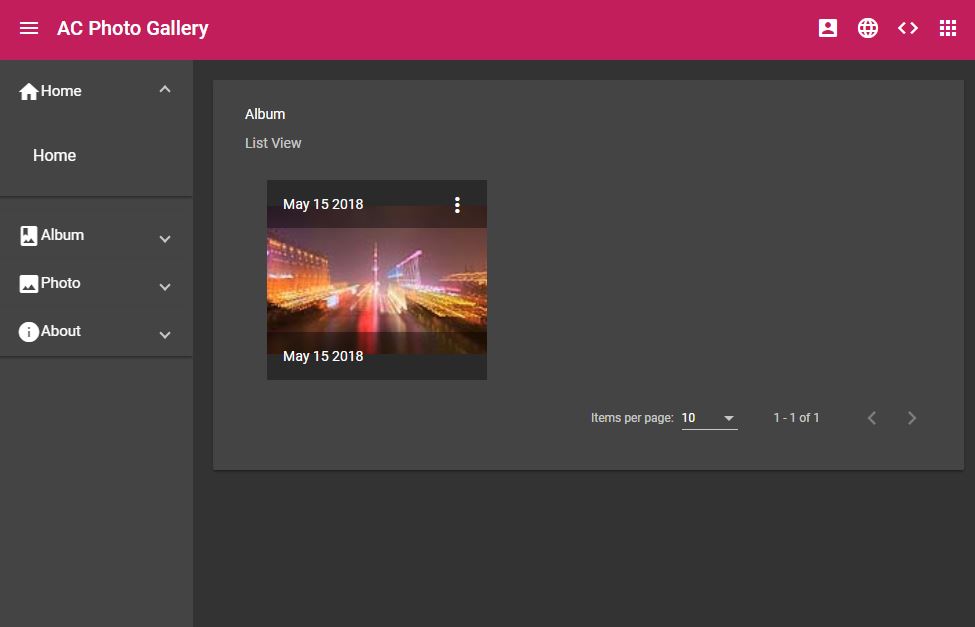 AC Photo Gallery
Home
Home
Album
Photo
About
Album
List View
May 15 2018
May 15 2018
Items per page: 10 1 - 1 of 1